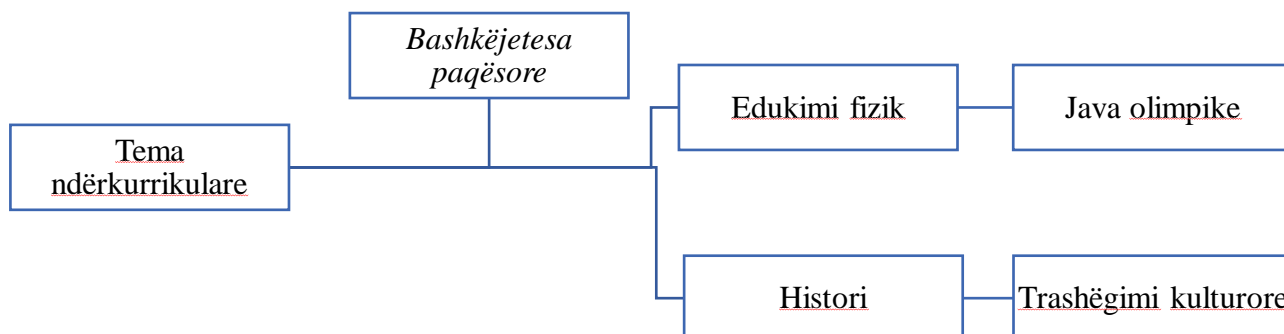 Bashkëjetesa
paqësore
Edukimi fizik
Java olimpike
Tema
ndërkurrikulare
Histori
Trashëgimi kulturore